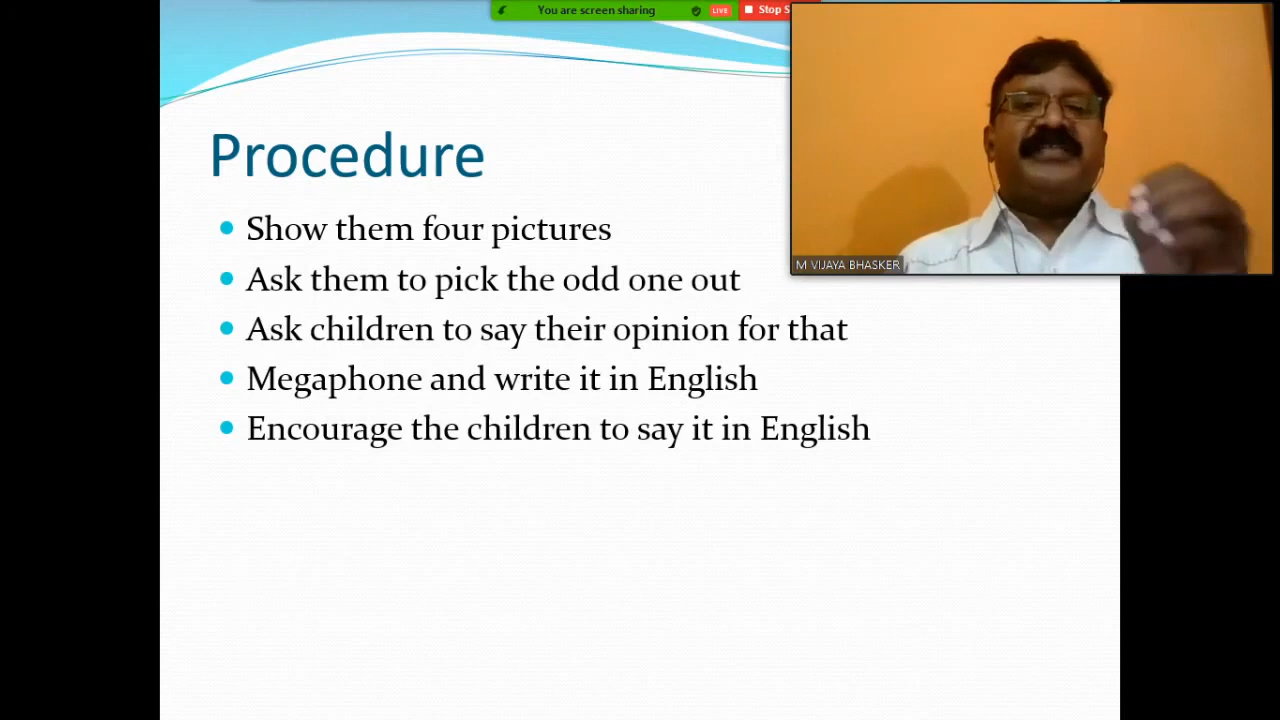 You are screen sharing LIVE Stop S
Procedure
Show them four pictures
Ask them to pick the odd one out
Ask children to say their opinion for that
Megaphone and write it in English
Encourage the children to say it in English
M VIJAYA BHASKER